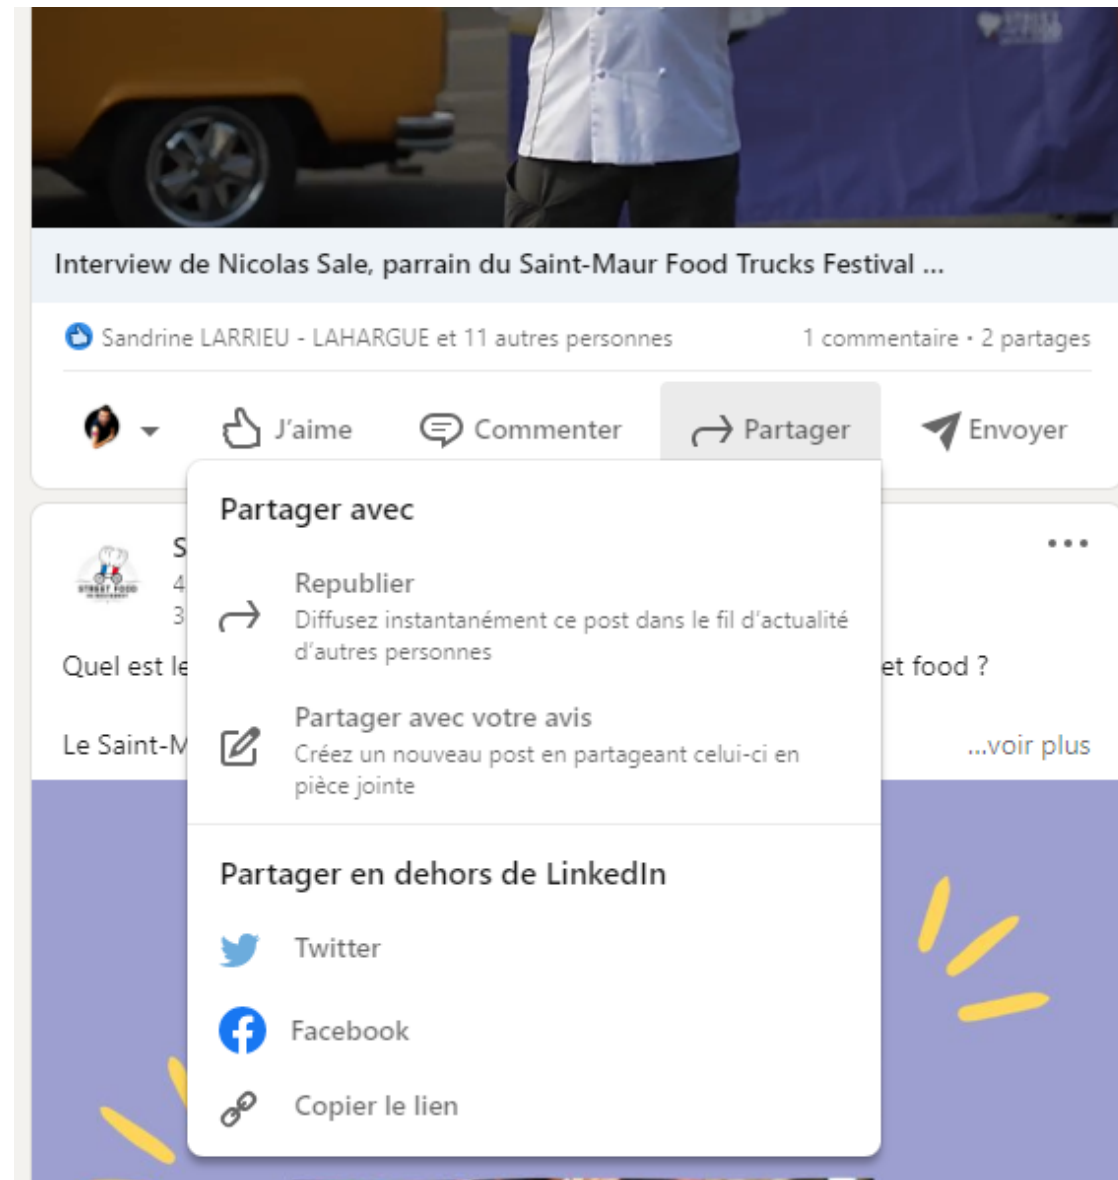 Interview de Nicolas Sale, parrain du Saint-Maur Food Trucks Festival ...
Sandrine LARRIEU - LAHARGUE et 11 autres personnes 1 commentaire • 2 partages
J’aime Commenter Partager Envoyer
Partager avec
S
4
3
Republier
Diffusez instantanément ce post dans le fil d’actualité
d’autres personnes
Quel est le et food ?
Partager avec votre avis
Créez un nouveau post en partageant celui-ci en
pièce jointe
Le Saint-M ...voir plus
Partager en dehors de LinkedIn
Twitter
Facebook
Copier le lien